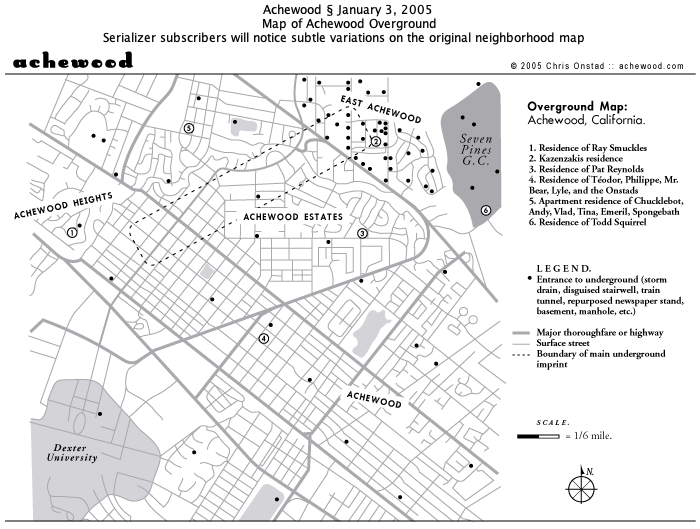 Achewood § January 3, 2005
Map of Achewood Overground
Serializer subscribers will notice subtle variations on the original neighborhood map
achewood
© 2005 Chris Onstad :: achewood.com
EAST ACHEWOOD
5
2
Seven
Pines
G.C.
ACHEWOOD HEIGHTS
ACHEWOOD ESTATES
6
1
3
4
ACHEWOOD
Dexter
University
Overground Map:
Achewood, California.
1. Residence of Ray Smuckles
2. Kazenzakis residence
3. Residence of Pat Reynolds
4. Residence of Téodor, Philippe, Mr.
Bear, Lyle, and the Onstads
5. Apartment residence of Chucklebot,
Andy, Vlad, Tina, Emeril, Spongebath
6. Residence of Todd Squirrel
LEGEND.
Entrance to underground (storm
drain, disguised stairwell, train
tunnel, repurposed newspaper stand,
basement, manhole, etc.)
Major thoroughfare or highway
Surface street
Boundary of main underground
imprint
SCALE.
= 1/6 mile.
N.